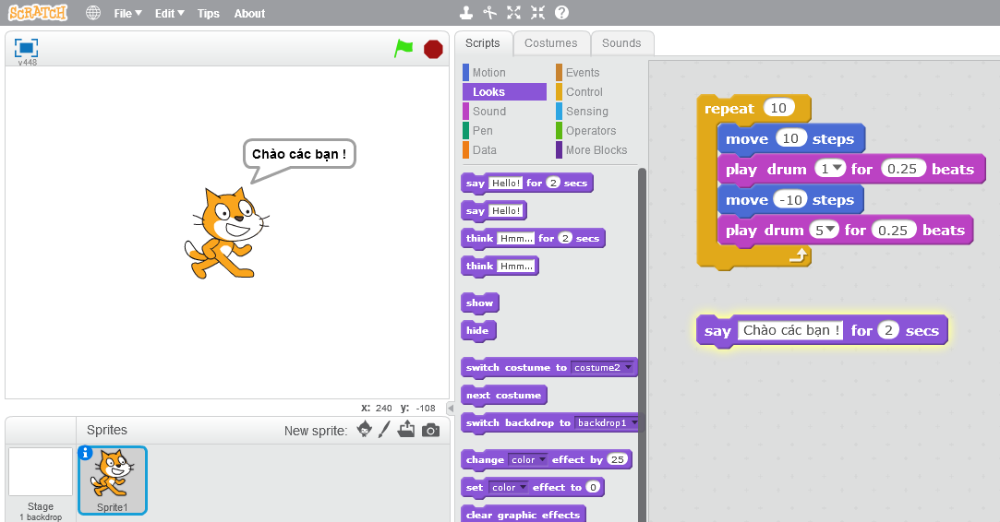 SCRATCH File Edit Tips About
v448
Chào các bạn !
x: 240 y: -108
Sprites New sprite:
Stage
1 backdrop
Sprite1
Scripts Costumes Sounds
Motion Events
Looks Control
Sound Sensing
Pen Operators
Data More Blocks
say Hello! for 2 secs
say Hello!
think Hmm... for 2 secs
think Hmm...
show
hide
switch costume to costume2
next costume
switch backdrop to backdrop1
change color effect by 25
set color effect to 0
clear graphic effects
repeat 10
move 10 steps
play drum 1 for 0.25 beats
move -10 steps
play drum 5 for 0.25 beats
say Chào các bạn ! for 2 secs